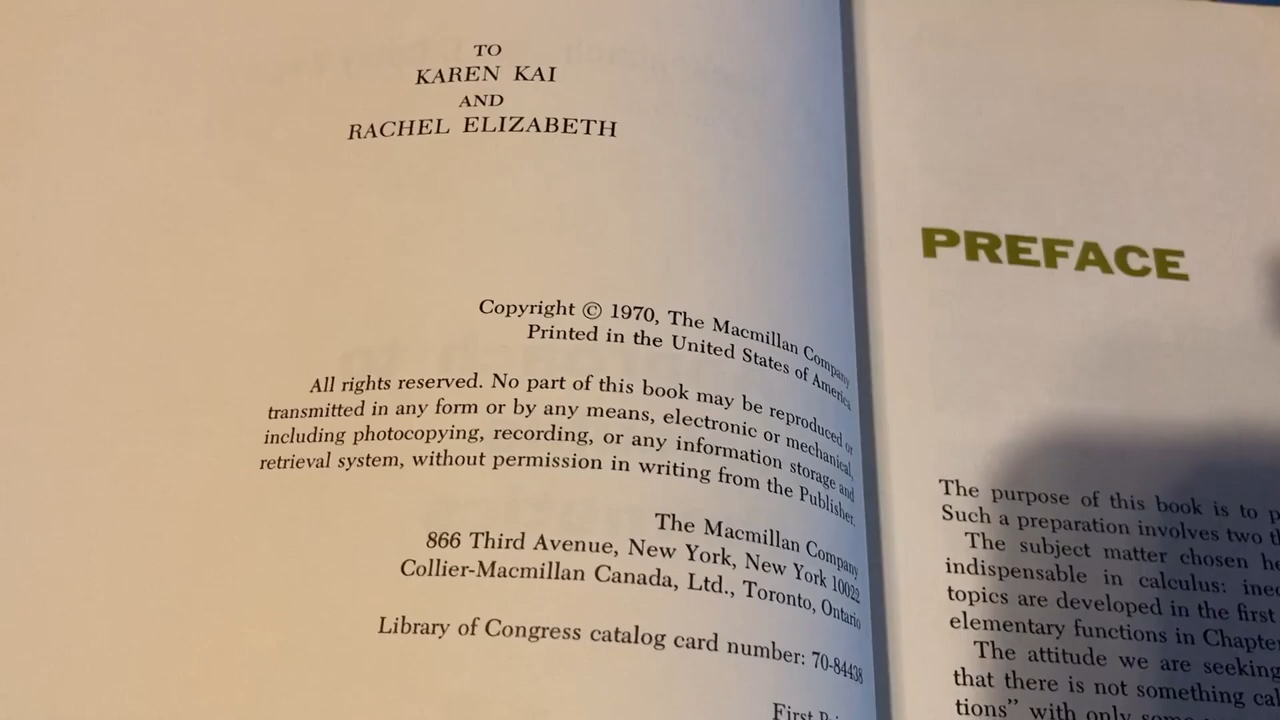 TO
KAREN KAI
AND
RACHEL ELIZABETH
Copyright © 1970, The Macmillan Company
Printed in the United States of America
All rights reserved. No part of this book may be reproduced or
transmitted in any form or by any means, electronic or mechanical,
including photocopying, recording, or any information storage and
retrieval system, without permission in writing from the Publisher.
The Macmillan Company
866 Third Avenue, New York, New York 10022
Collier-Macmillan Canada, Ltd., Toronto, Ontario
Library of Congress catalog card number: 70-84438
First
PREFACE
The purpose of this book is to
Such a preparation involves two
The subject matter chosen
indispensable in calculus:
topics are developed in the first
elementary functions in
The attitude we are seeking
that there is not something
tions” with only